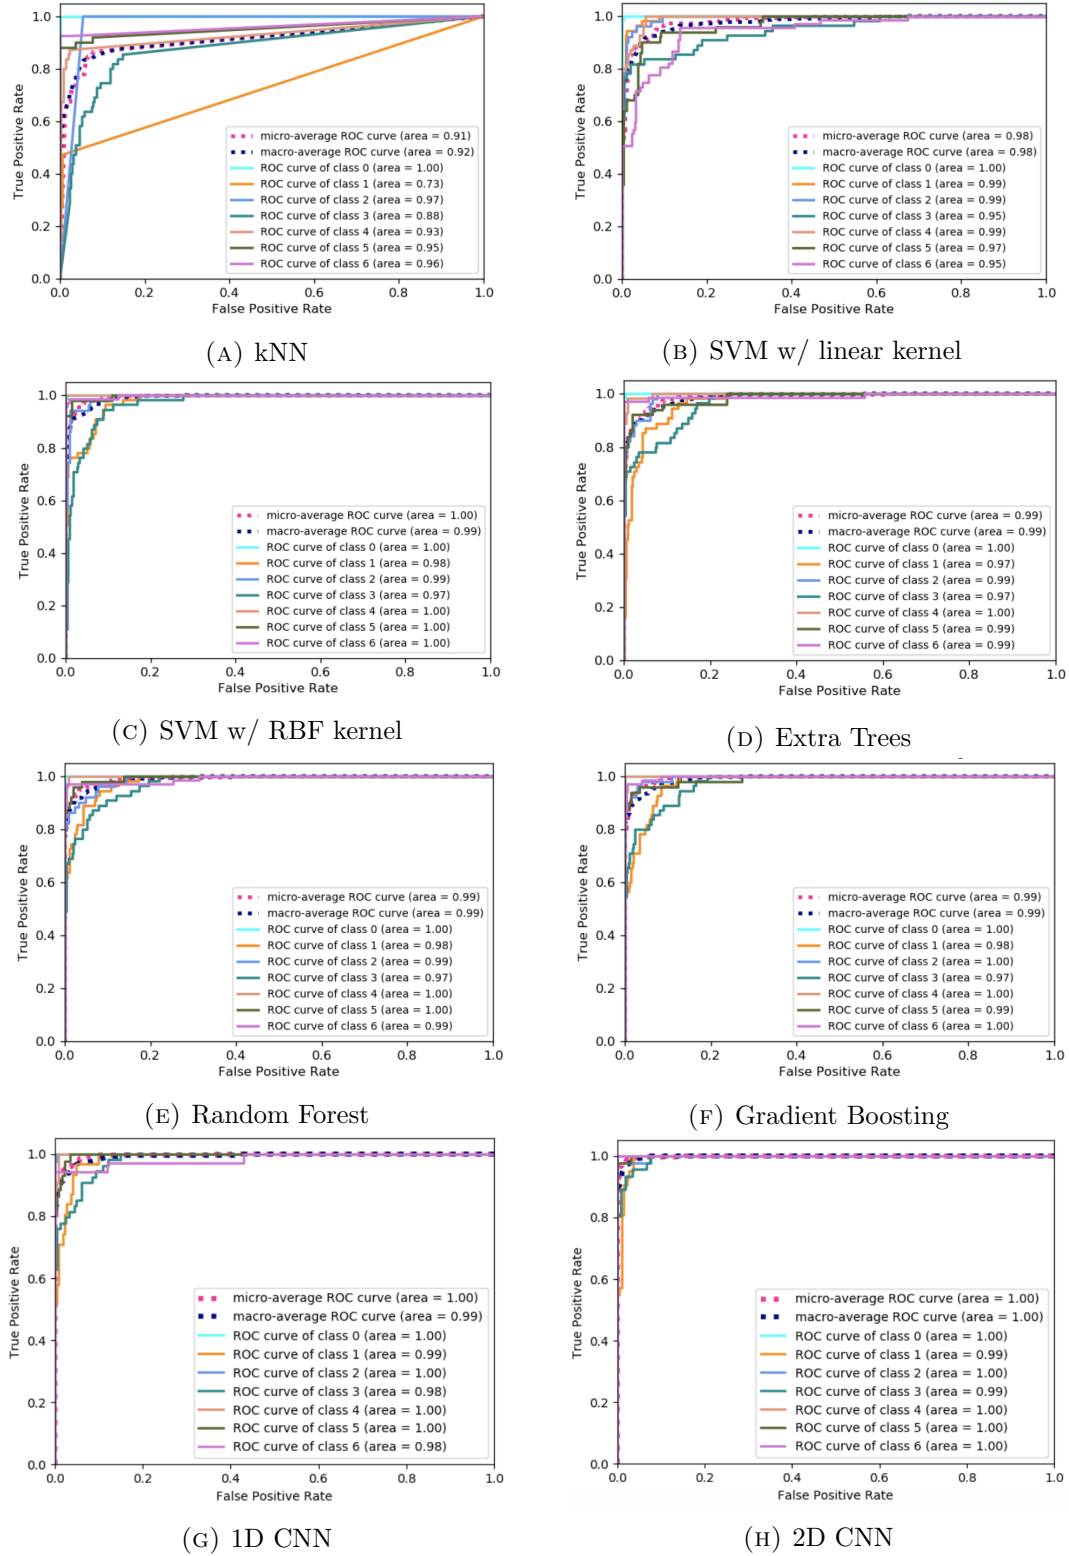 1.0
0.8
0.6
0.4
0.2
0.0
True Positive Rate
micro-average ROC curve (area = 0.91)
macro-average ROC curve (area = 0.92)
ROC curve of class 0 (area = 1.00)
ROC curve of class 1 (area = 0.73)
ROC curve of class 2 (area = 0.97)
ROC curve of class 3 (area = 0.88)
ROC curve of class 4 (area = 0.93)
ROC curve of class 5 (area = 0.95)
ROC curve of class 6 (area = 0.96)
0.0 0.2 0.4 0.6 0.8 1.0
False Positive Rate
(A) kNN
1.0
0.8
0.6
0.4
0.2
0.0
True Positive Rate
micro-average ROC curve (area = 0.98)
macro-average ROC curve (area = 0.98)
ROC curve of class 0 (area = 1.00)
ROC curve of class 1 (area = 0.99)
ROC curve of class 2 (area = 0.99)
ROC curve of class 3 (area = 0.95)
ROC curve of class 4 (area = 0.99)
ROC curve of class 5 (area = 0.97)
ROC curve of class 6 (area = 0.95)
0.0 0.2 0.4 0.6 0.8 1.0
False Positive Rate
(B) SVM w/ linear kernel
1.0
0.8
0.6
0.4
0.2
0.0
True Positive Rate
micro-average ROC curve (area = 1.00)
macro-average ROC curve (area = 0.99)
ROC curve of class 0 (area = 1.00)
ROC curve of class 1 (area = 0.98)
ROC curve of class 2 (area = 0.99)
ROC curve of class 3 (area = 0.97)
ROC curve of class 4 (area = 1.00)
ROC curve of class 5 (area = 1.00)
ROC curve of class 6 (area = 1.00)
0.0 0.2 0.4 0.6 0.8 1.0
False Positive Rate
(C) SVM w/ RBF kernel
1.0
0.8
0.6
0.4
0.2
0.0
True Positive Rate
micro-average ROC curve (area = 0.99)
macro-average ROC curve (area = 0.99)
ROC curve of class 0 (area = 1.00)
ROC curve of class 1 (area = 0.97)
ROC curve of class 2 (area = 0.99)
ROC curve of class 3 (area = 0.97)
ROC curve of class 4 (area = 1.00)
ROC curve of class 5 (area = 0.99)
ROC curve of class 6 (area = 0.99)
0.0 0.2 0.4 0.6 0.8 1.0
False Positive Rate
(D) Extra Trees
1.0
0.8
0.6
0.4
0.2
0.0
True Positive Rate
micro-average ROC curve (area = 0.99)
macro-average ROC curve (area = 0.99)
ROC curve of class 0 (area = 1.00)
ROC curve of class 1 (area = 0.98)
ROC curve of class 2 (area = 0.99)
ROC curve of class 3 (area = 0.97)
ROC curve of class 4 (area = 1.00)
ROC curve of class 5 (area = 1.00)
ROC curve of class 6 (area = 0.99)
0.0 0.2 0.4 0.6 0.8 1.0
False Positive Rate
(E) Random Forest
1.0
0.8
0.6
0.4
0.2
0.0
True Positive Rate
micro-average ROC curve (area = 0.99)
macro-average ROC curve (area = 0.99)
ROC curve of class 0 (area = 1.00)
ROC curve of class 1 (area = 0.98)
ROC curve of class 2 (area = 1.00)
ROC curve of class 3 (area = 0.97)
ROC curve of class 4 (area = 1.00)
ROC curve of class 5 (area = 0.99)
ROC curve of class 6 (area = 1.00)
0.0 0.2 0.4 0.6 0.8 1.0
False Positive Rate
(F) Gradient Boosting
1.0
0.8
0.6
0.4
0.2
0.0
True Positive Rate
micro-average ROC curve (area = 1.00)
macro-average ROC curve (area = 0.99)
ROC curve of class 0 (area = 1.00)
ROC curve of class 1 (area = 0.99)
ROC curve of class 2 (area = 1.00)
ROC curve of class 3 (area = 0.98)
ROC curve of class 4 (area = 1.00)
ROC curve of class 5 (area = 1.00)
ROC curve of class 6 (area = 0.98)
0.0 0.2 0.4 0.6 0.8 1.0
False Positive Rate
(G) 1D CNN
1.0
0.8
0.6
0.4
0.2
0.0
True Positive Rate
micro-average ROC curve (area = 1.00)
macro-average ROC curve (area = 1.00)
ROC curve of class 0 (area = 1.00)
ROC curve of class 1 (area = 0.99)
ROC curve of class 2 (area = 1.00)
ROC curve of class 3 (area = 0.99)
ROC curve of class 4 (area = 1.00)
ROC curve of class 5 (area = 1.00)
ROC curve of class 6 (area = 1.00)
0.0 0.2 0.4 0.6 0.8 1.0
False Positive Rate
(H) 2D CNN